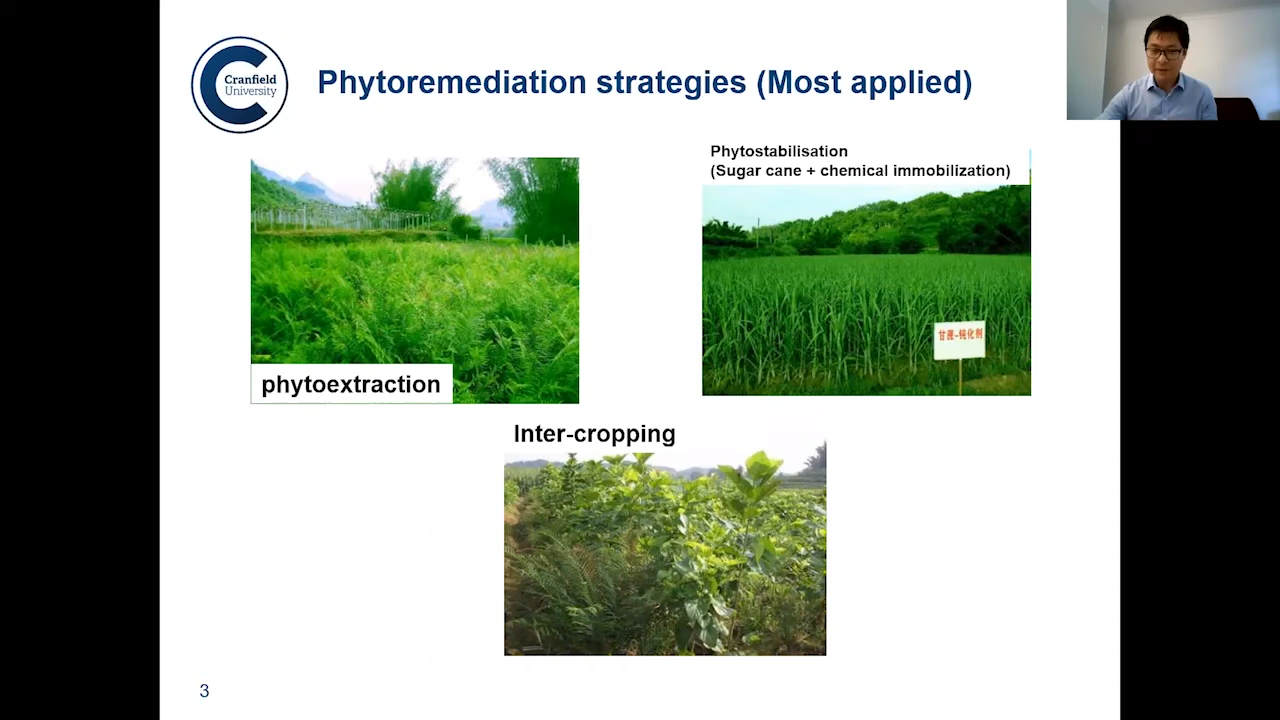 Cranfield
University
Phytoremediation strategies (Most applied)
Phytostabilisation
(Sugar cane + chemical immobilization)
甘蔗-钝化剂
phytoextraction
Inter-cropping
3